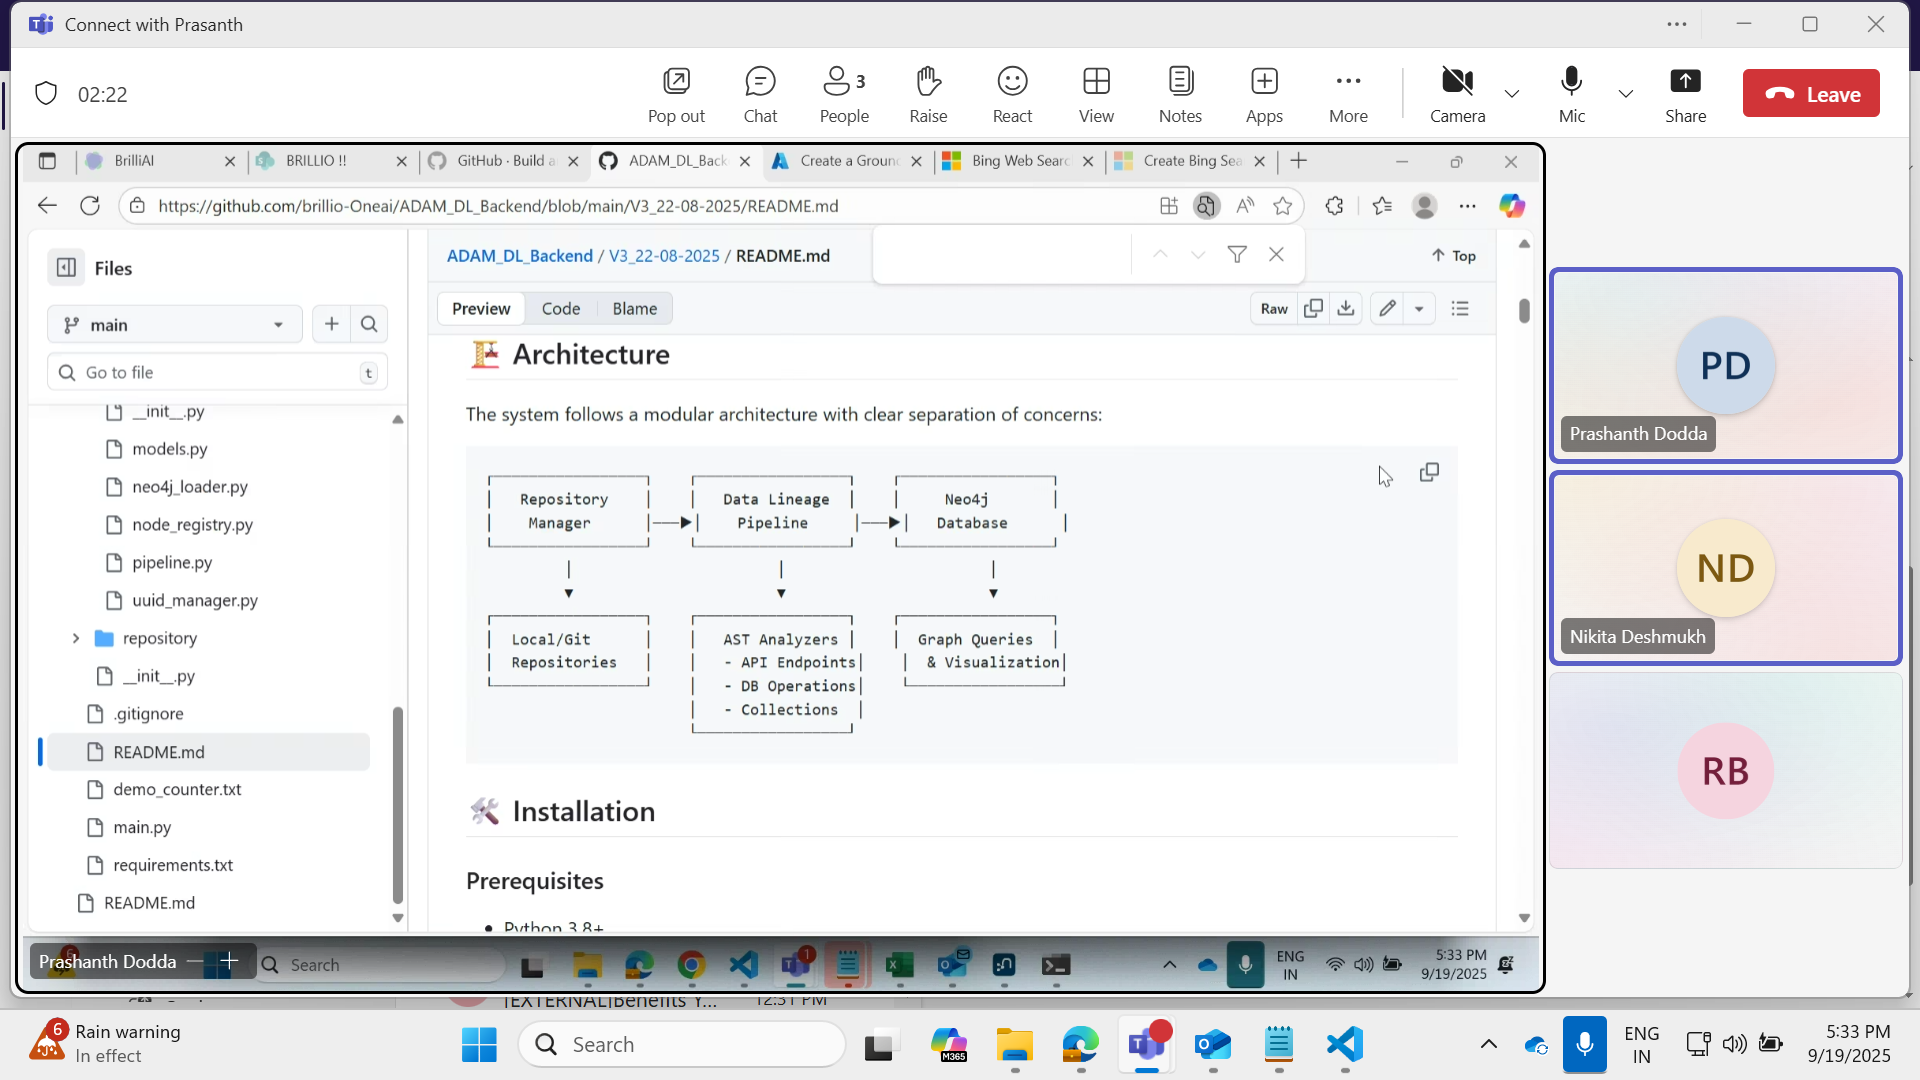 Connect with Prasanth
02:22
Pop out
Chat
3
People
Raise
React
View
Notes
Apps
More
Camera
Mic
Share
Leave
BrilliAI
BRILLIO !!
GitHub · Build a
ADAM_DL_Back
Create a Groun
Bing Web Searc
Create Bing Sea
https://github.com/brillio-Oneai/ADAM_DL_Backend/blob/main/V3_22-08-2025/README.md
Files
main
Go to file
t
__init__.py
models.py
neo4j_loader.py
node_registry.py
pipeline.py
uuid_manager.py
repository
__init__.py
.gitignore
README.md
demo_counter.txt
main.py
requirements.txt
README.md
ADAM_DL_Backend / V3_22-08-2025 / README.md
Top
Preview
Code
Blame
Raw
Architecture
The system follows a modular architecture with clear separation of concerns:
Repository
Manager
Data Lineage
Pipeline
Neo4j
Database
Local/Git
Repositories
AST Analyzers
- API Endpoints
- DB Operations
- Collections
Graph Queries
& Visualization
Installation
Prerequisites
Python 3.8+
Prashanth Dodda
Search
1
ENG
IN
5:33 PM
9/19/2025
PD
Prashanth Dodda
ND
Nikita Deshmukh
RB
[EXTERNAL]Benefits Y...
12:31 PM
6
Rain warning
In effect
Search
M365
ENG
IN
5:33 PM
9/19/2025